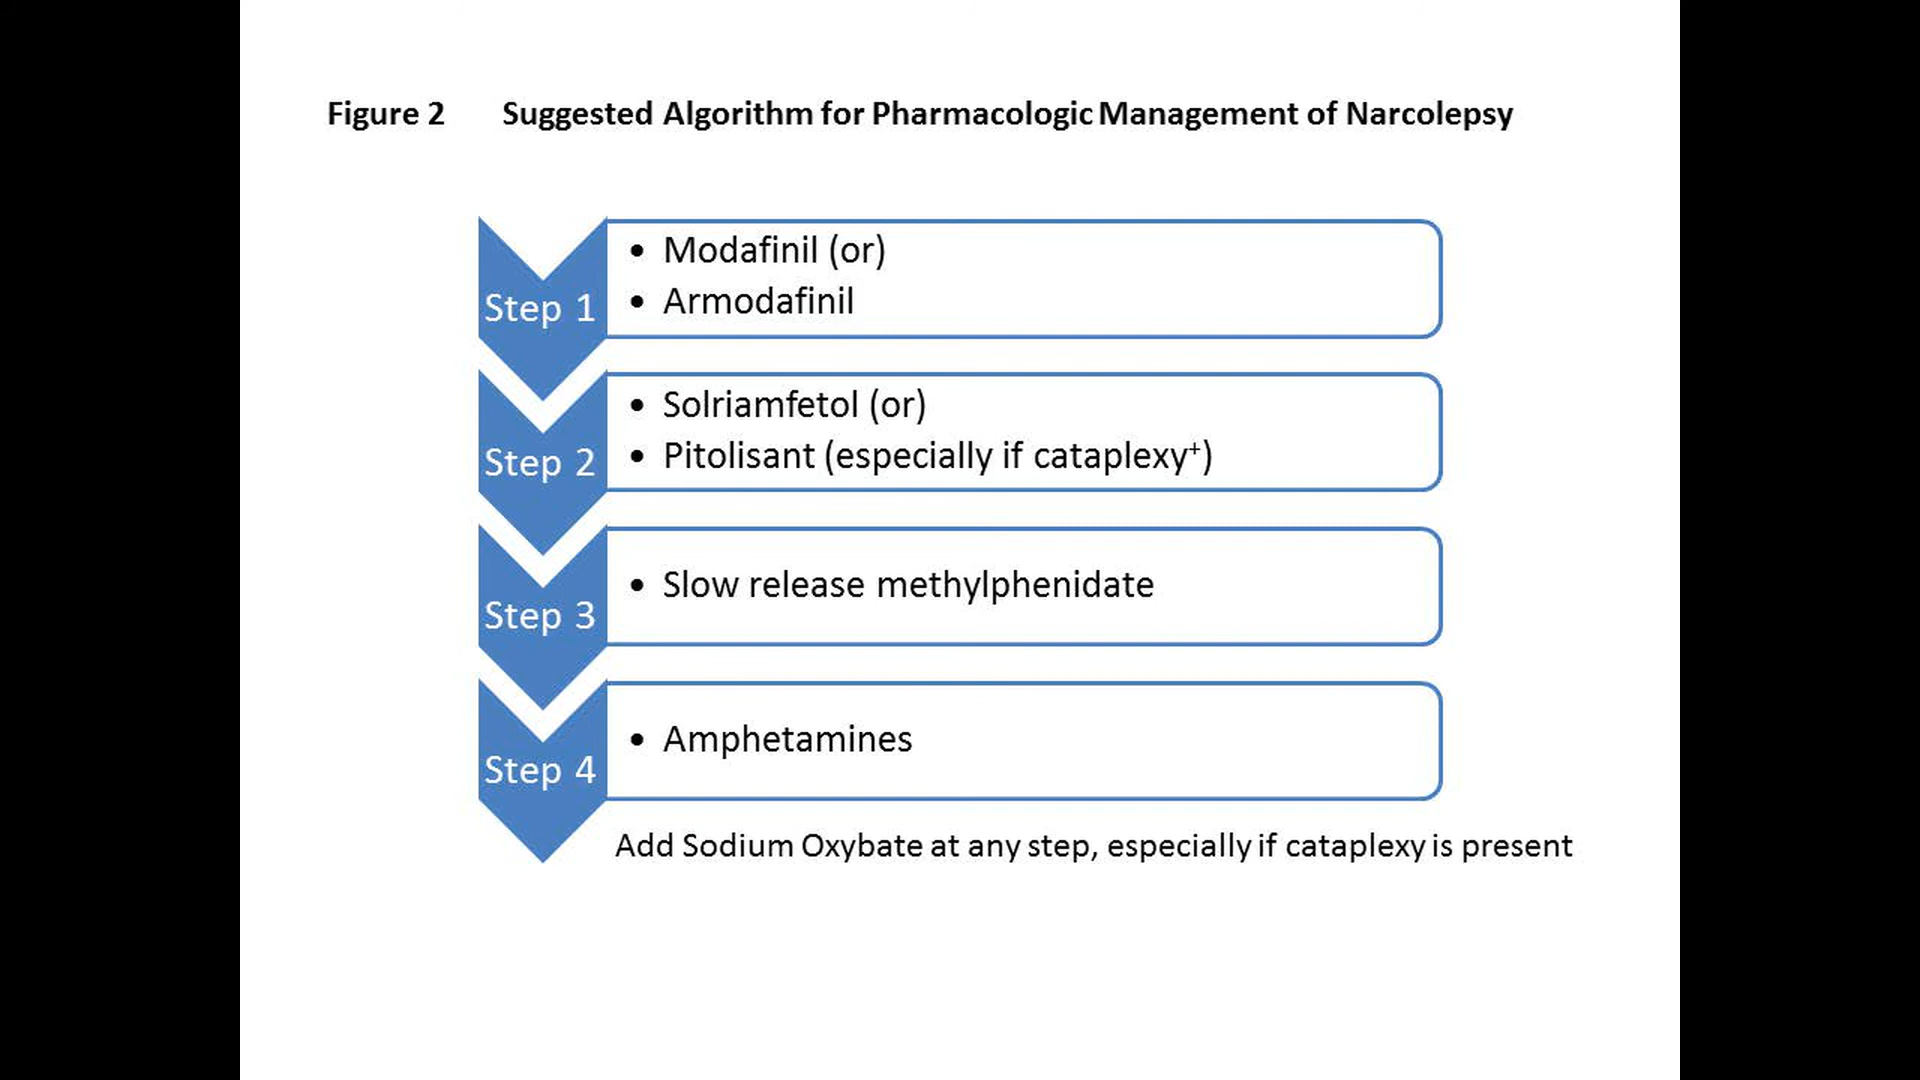 Figure 2 Suggested Algorithm for Pharmacologic Management of Narcolepsy
Step 1
• Modafinil (or)
• Armodafinil
Step 2
• Solriamfetol (or)
• Pitolisant (especially if cataplexy⁺)
Step 3
• Slow release methylphenidate
Step 4
• Amphetamines
Add Sodium Oxybate at any step, especially if cataplexy is present